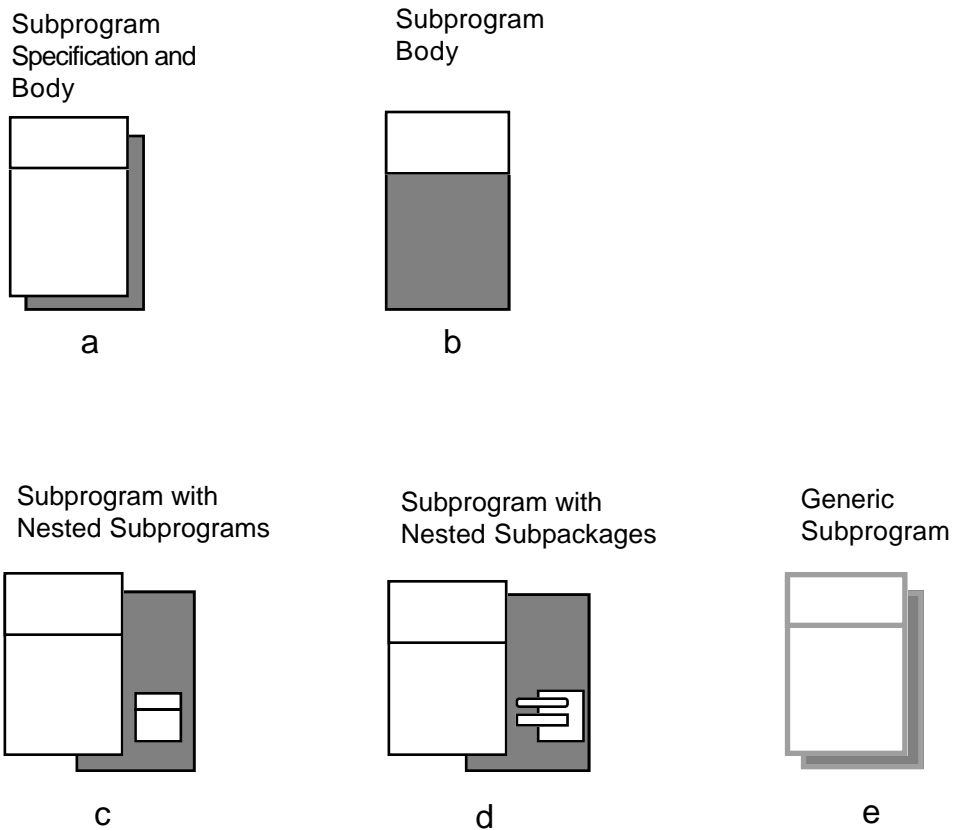 Subprogram
Specification and
Body
a
Subprogram
Body
b
Subprogram with
Nested Subprograms
c
Subprogram with
Nested Subpackages
d
Generic
Subprogram
e